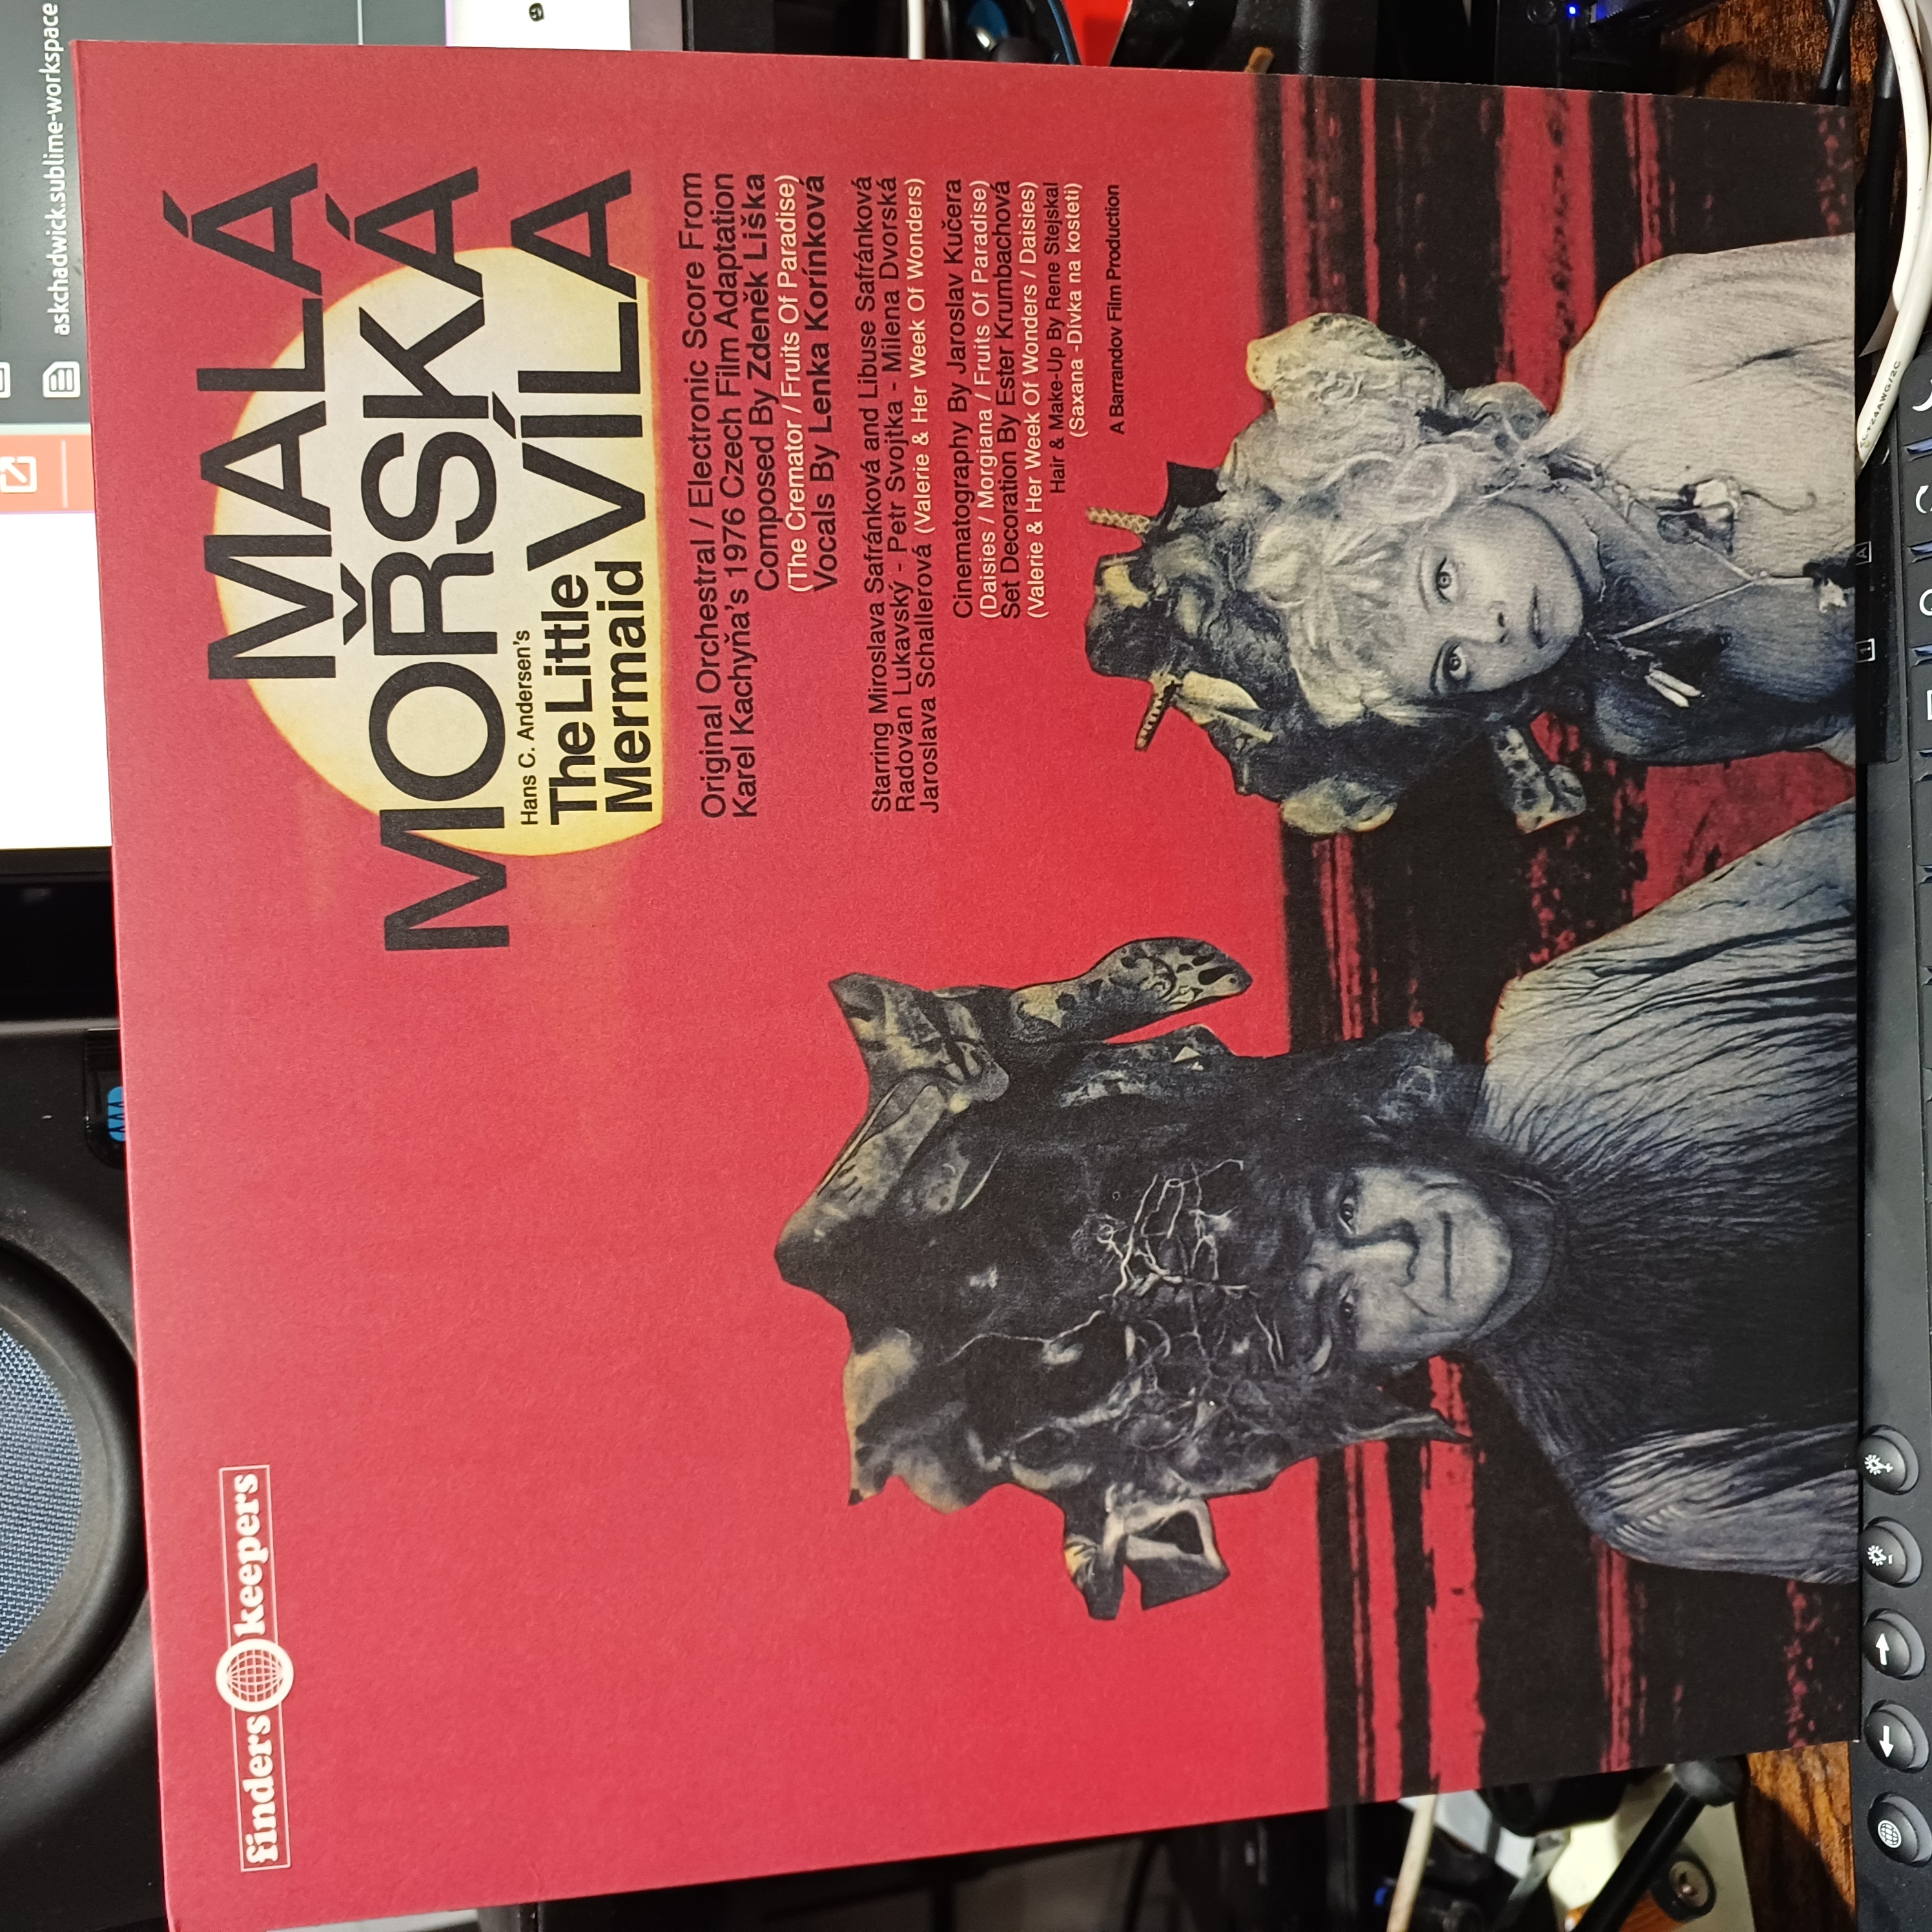 finders keepers
MALÁ
MOŘSKÁ
VÍLA
Hans C. Andersen's
The Little
Mermaid
Original Orchestral / Electronic Score From
Karel Kachyňa's 1976 Czech Film Adaptation
Composed By Zdeněk Liška
(The Cremator / Fruits Of Paradise)
Vocals By Lenka Korínková
Starring Miroslava Safránková and Libuse Safránková
Radovan Lukavský - Petr Svojtka - Milena Dvorská
Jaroslava Schallerová (Valerie & Her Week Of Wonders)
Cinematography By Jaroslav Kučera
(Daisies / Morgiana / Fruits Of Paradise)
Set Decoration By Ester Krumbachová
(Valerie & Her Week Of Wonders / Daisies)
Hair & Make-Up By Rene Stejskal
(Saxana -Dívka na kosteti)
A Barrandov Film Production
askchadwick.sublime-workspace